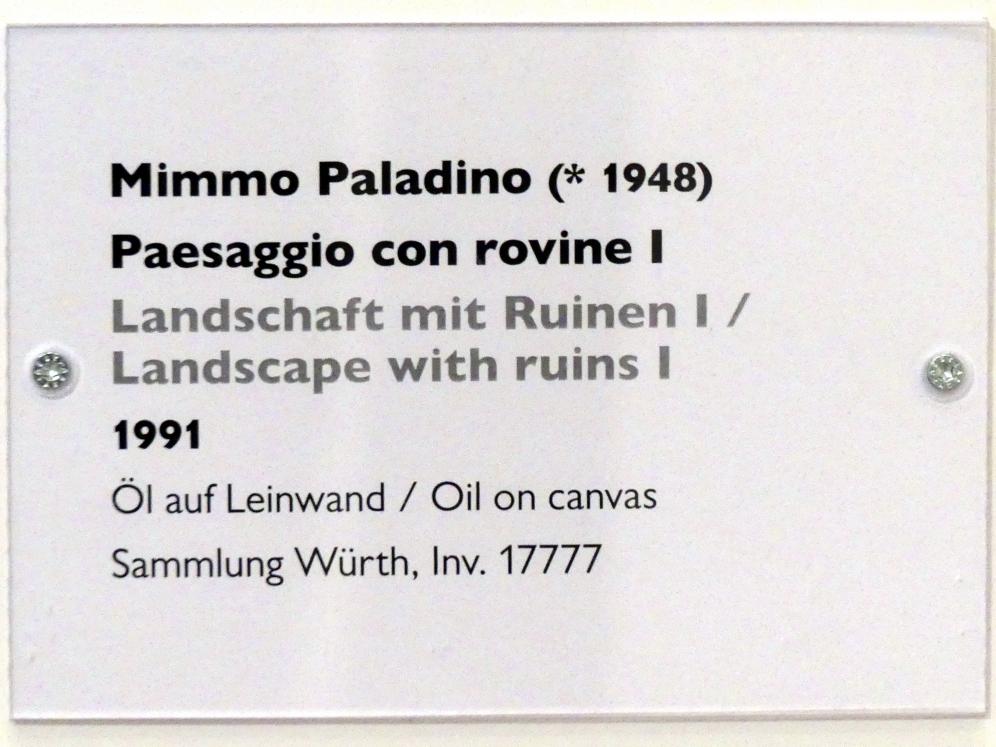 Mimmo Paladino (* 1948)
Paesaggio con rovine I
Landschaft mit Ruinen I /
Landscape with ruins I
1991
Öl auf Leinwand / Oil on canvas
Sammlung Würth, Inv. 17777